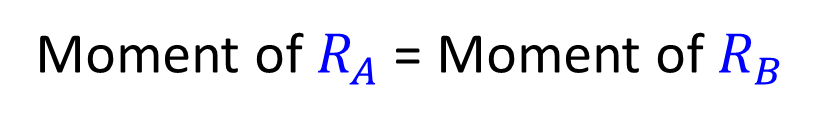 Moment of R_A = Moment of R_B